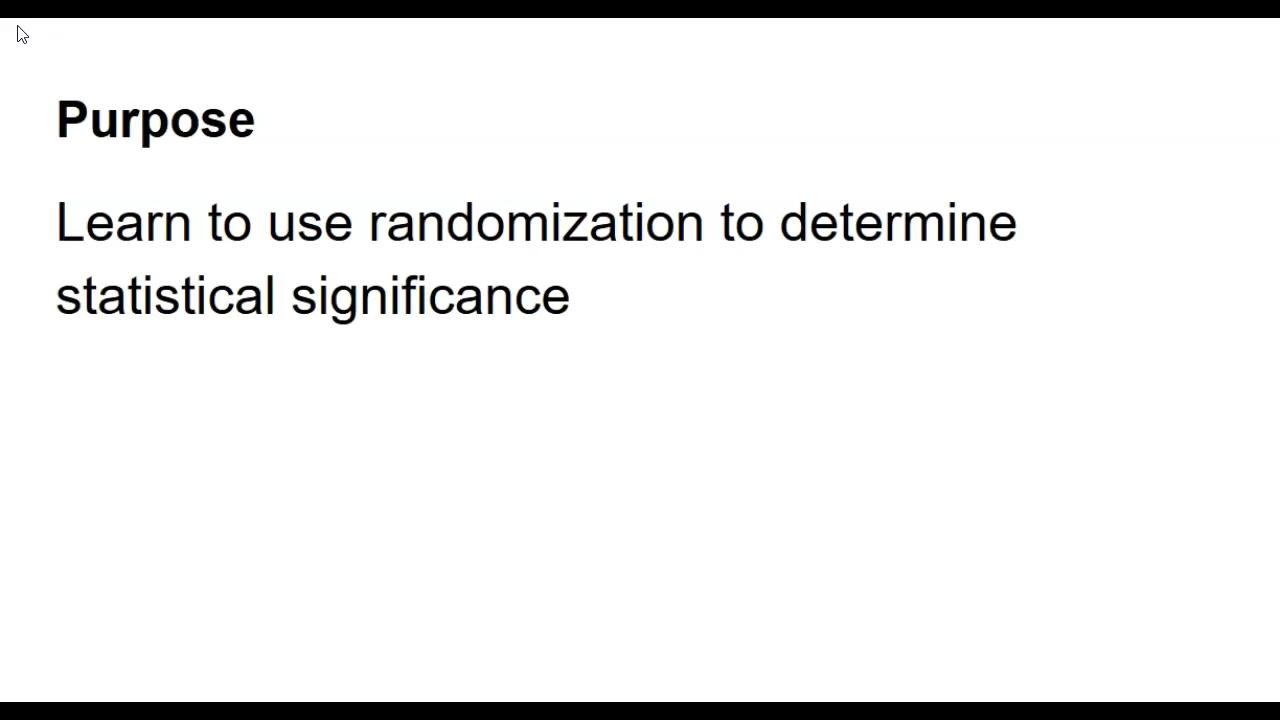 Purpose
Learn to use randomization to determine
statistical significance